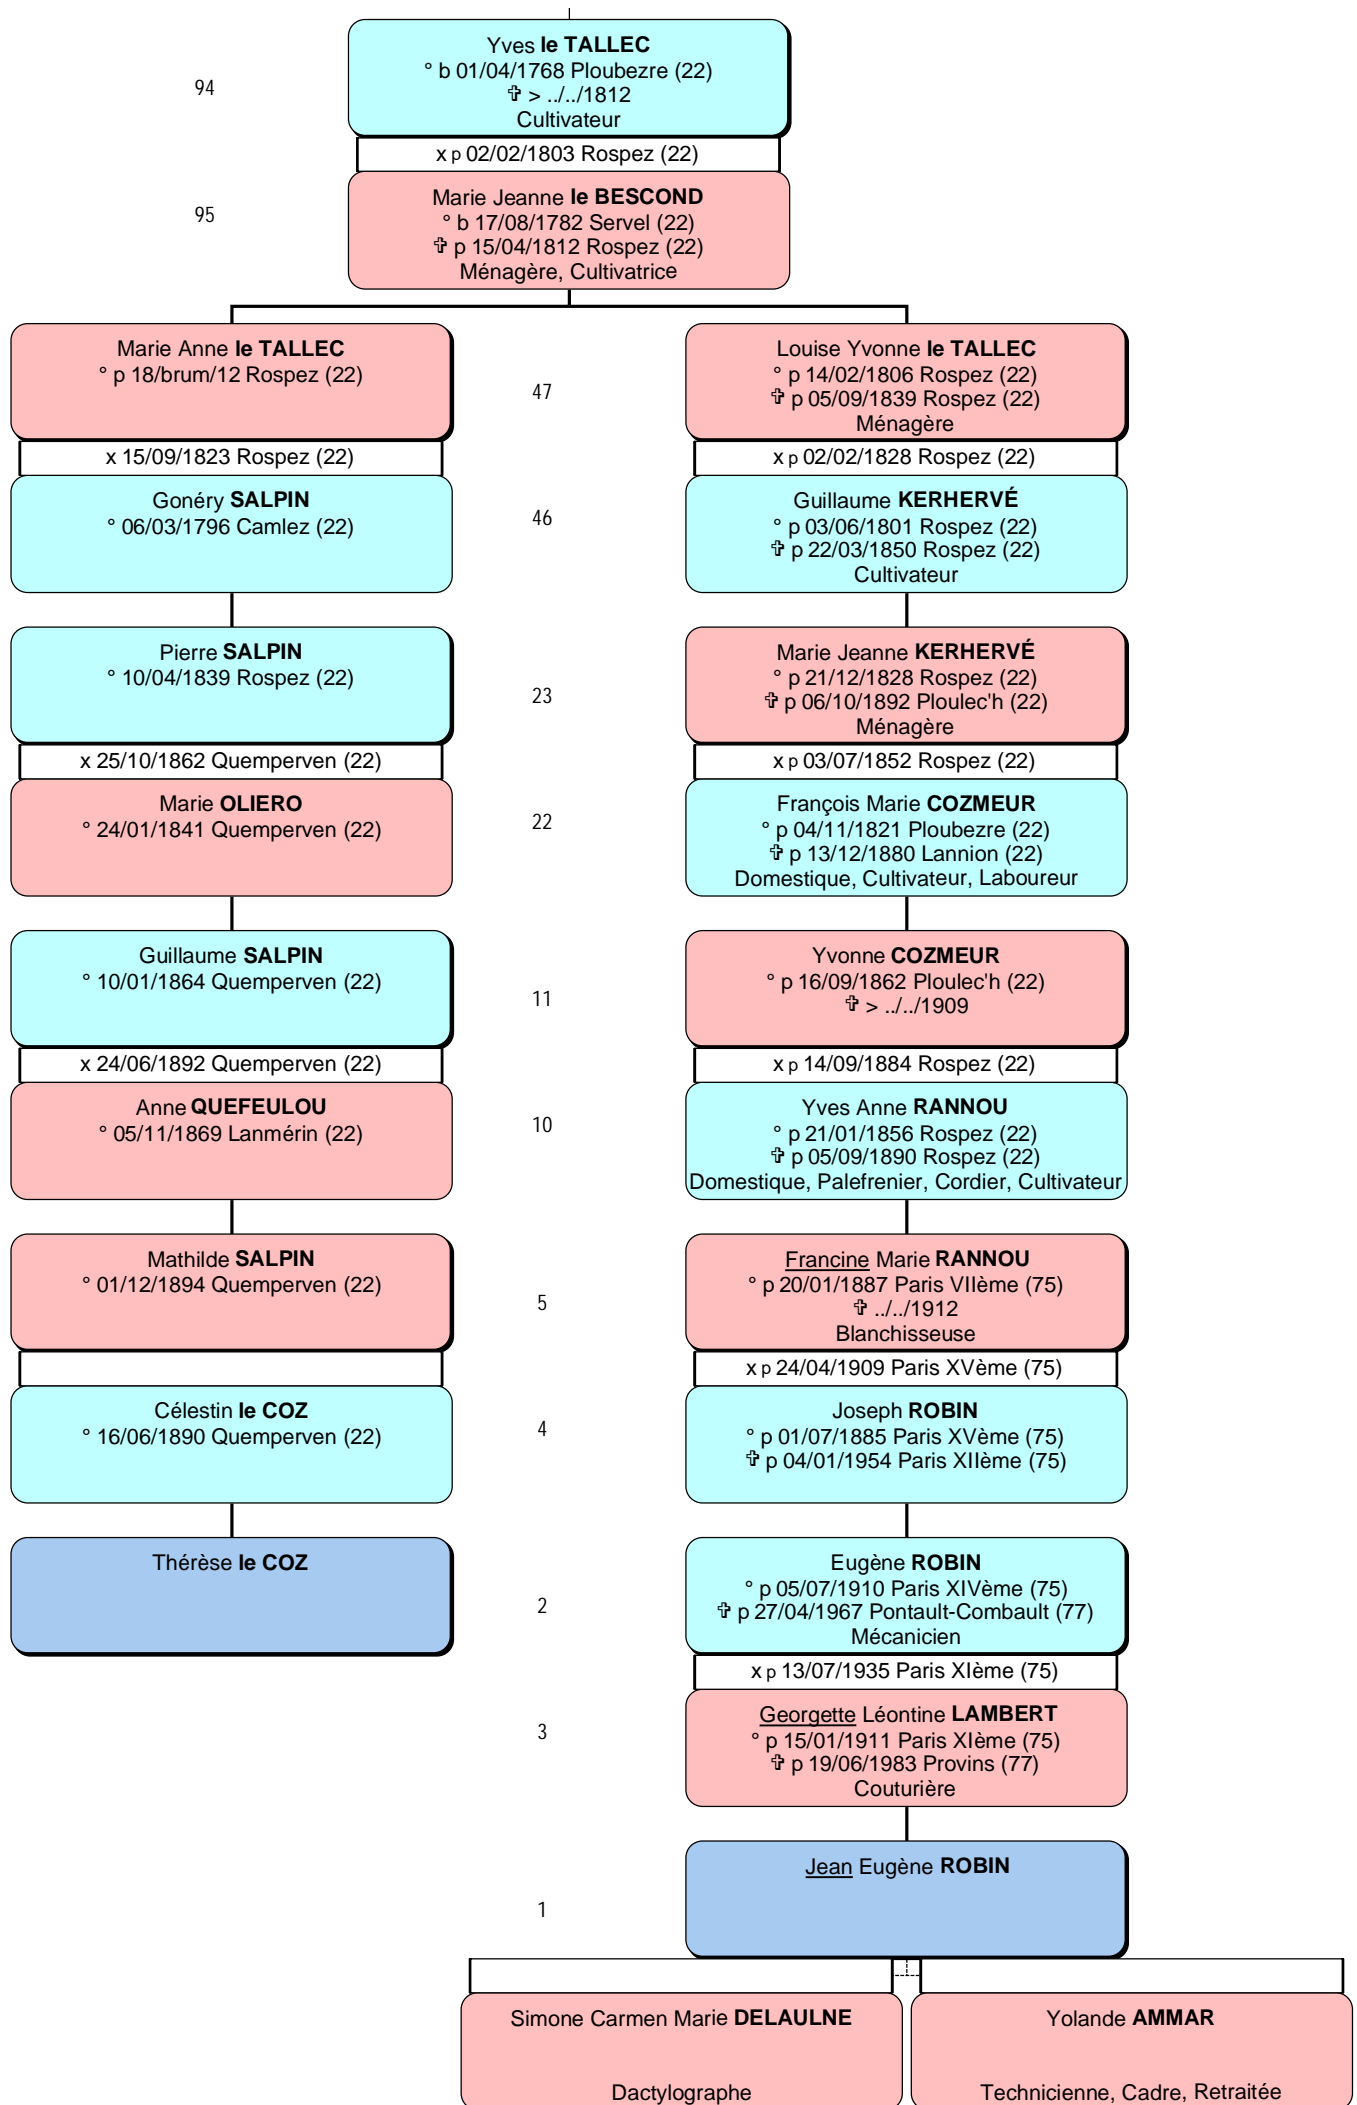 Yves le TALLEC
° b 01/04/1768 Ploubezre (22)
✞ > ../../1812
Cultivateur
94
x p 02/02/1803 Rospez (22)
Marie Jeanne le BESCOND
° b 17/08/1782 Servel (22)
✞ p 15/04/1812 Rospez (22)
Ménagère, Cultivatrice
95
Marie Anne le TALLEC
° p 18/brum/12 Rospez (22)
x 15/09/1823 Rospez (22)
Gonéry SALPIN
° 06/03/1796 Camlez (22)
47
46
Louise Yvonne le TALLEC
° p 14/02/1806 Rospez (22)
✞ p 05/09/1839 Rospez (22)
Ménagère
x p 02/02/1828 Rospez (22)
Guillaume KERHERVÉ
° p 03/06/1801 Rospez (22)
✞ p 22/03/1850 Rospez (22)
Cultivateur
Pierre SALPIN
° 10/04/1839 Rospez (22)
x 25/10/1862 Quemperven (22)
Marie OLIERO
° 24/01/1841 Quemperven (22)
23
22
Marie Jeanne KERHERVÉ
° p 21/12/1828 Rospez (22)
✞ p 06/10/1892 Ploulec'h (22)
Ménagère
x p 03/07/1852 Rospez (22)
François Marie COZMEUR
° p 04/11/1821 Ploubezre (22)
✞ p 13/12/1880 Lannion (22)
Domestique, Cultivateur, Laboureur
Guillaume SALPIN
° 10/01/1864 Quemperven (22)
x 24/06/1892 Quemperven (22)
Anne QUEFEULOU
° 05/11/1869 Lanmérin (22)
11
10
Yvonne COZMEUR
° p 16/09/1862 Ploulec'h (22)
✞ > ../../1909
x p 14/09/1884 Rospez (22)
Yves Anne RANNOU
° p 21/01/1856 Rospez (22)
✞ p 05/09/1890 Rospez (22)
Domestique, Palefrenier, Cordier, Cultivateur
Mathilde SALPIN
° 01/12/1894 Quemperven (22)
Célestin le COZ
° 16/06/1890 Quemperven (22)
5
4
Francine Marie RANNOU
° p 20/01/1887 Paris VIIème (75)
✞ ../../1912
Blanchisseuse
x p 24/04/1909 Paris XVème (75)
Joseph ROBIN
° p 01/07/1885 Paris XVème (75)
✞ p 04/01/1954 Paris XIIème (75)
Thérèse le COZ
2
3
Eugène ROBIN
° p 05/07/1910 Paris XIVème (75)
✞ p 27/04/1967 Pontault-Combault (77)
Mécanicien
x p 13/07/1935 Paris XIème (75)
Georgette Léontine LAMBERT
° p 15/01/1911 Paris XIème (75)
✞ p 19/06/1983 Provins (77)
Couturière
Jean Eugène ROBIN
1
Simone Carmen Marie DELAULNE
Dactylographe
Yolande AMMAR
Technicienne, Cadre, Retraitée